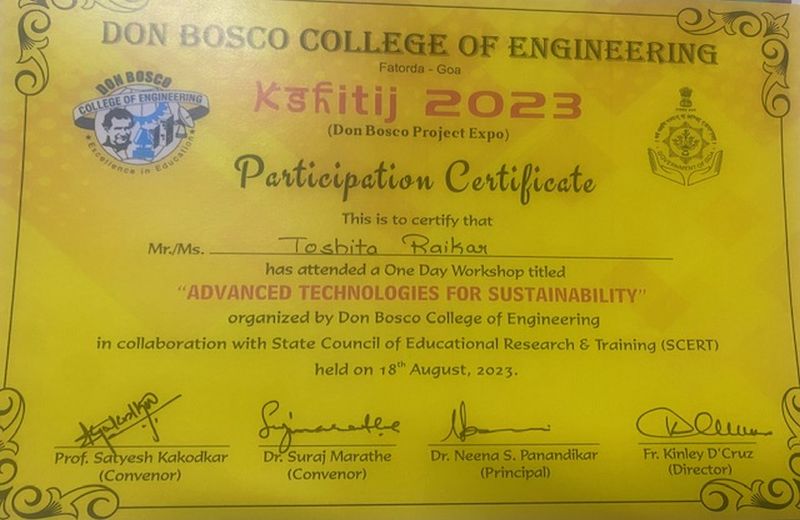 DON BOSCO COLLEGE OF ENGINEERING
Fatorda - Goa
DON BOSCO
COLLEGE OF ENGINEERING
Excellence in Education
Kshitij 2023
(Don Bosco Project Expo)
GOVERNMENT OF GOA
Participation Certificate
This is to certify that
Mr./Ms. Toshita Raikar
has attended a One Day Workshop titled
"ADVANCED TECHNOLOGIES FOR SUSTAINABILITY"
organized by Don Bosco College of Engineering
in collaboration with State Council of Educational Research & Training (SCERT)
held on 18th August, 2023.
Prof. Satyesh Kakodkar Dr. Suraj Marathe Dr. Neena S. Panandikar Fr. Kinley D'Cruz
(Convenor) (Convenor) (Principal) (Director)